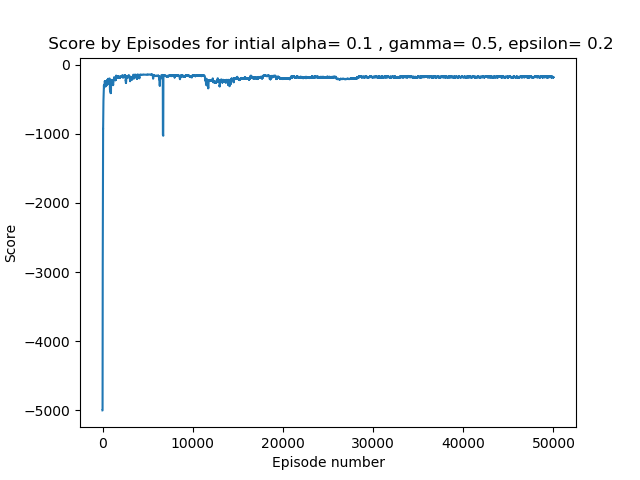 Score by Episodes for intial alpha= 0.1 , gamma= 0.5, epsilon= 0.2
0
−1000
−2000
−3000
−4000
−5000
Score
0 10000 20000 30000 40000 50000
Episode number